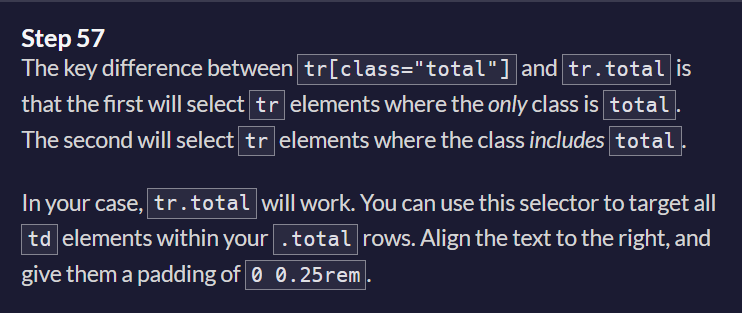 Step 57
The key difference between tr[class="total"] and tr.total is
that the first will select tr elements where the only class is total.
The second will select tr elements where the class includes total.
In your case, tr.total will work. You can use this selector to target all
td elements within your .total rows. Align the text to the right, and
give them a padding of 0 0.25rem.